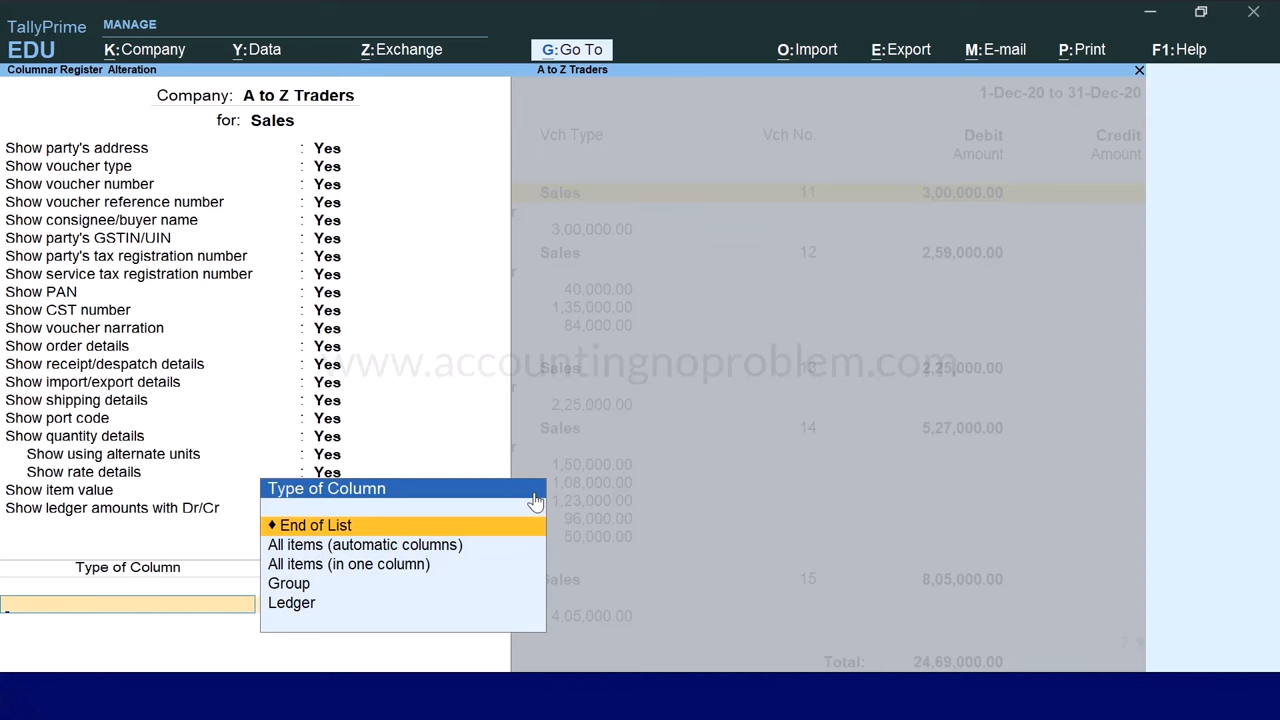 TallyPrime MANAGE
EDU K:Company Y:Data Z:Exchange G:Go To O:Import E:Export M:E-mail P:Print F1:Help
Columnar Register Alteration A to Z Traders
Company: A to Z Traders
for: Sales
1-Dec-20 to 31-Dec-20
Vch Type Vch No. Debit Credit
Amount Amount
Show party's address : Yes
Show voucher type : Yes
Show voucher number : Yes
Show voucher reference number : Yes
Show consignee/buyer name : Yes
Show party's GSTIN/UIN : Yes
Show party's tax registration number : Yes
Show service tax registration number : Yes
Show PAN : Yes
Show CST number : Yes
Show voucher narration : Yes
Show order details : Yes
Show receipt/despatch details : Yes
Show import/export details : Yes
Show shipping details : Yes
Show port code : Yes
Show quantity details : Yes
Show using alternate units : Yes
Show rate details : Yes
Show item value
Show ledger amounts with Dr/Cr
Type of Column
Type of Column
♦ End of List
All items (automatic columns)
All items (in one column)
Group
Ledger
Sales 11 3,00,000.00
3,00,000.00
Sales 12 2,59,000.00
40,000.00
1,35,000.00
84,000.00
www.accountingnoproblem.com
Sales 13 2,25,000.00
2,25,000.00
Sales 14 5,27,000.00
1,50,000.00
1,08,000.00
1,23,000.00
96,000.00
50,000.00
Sales 15 8,05,000.00
4,05,000.00
Total: 24,69,000.00